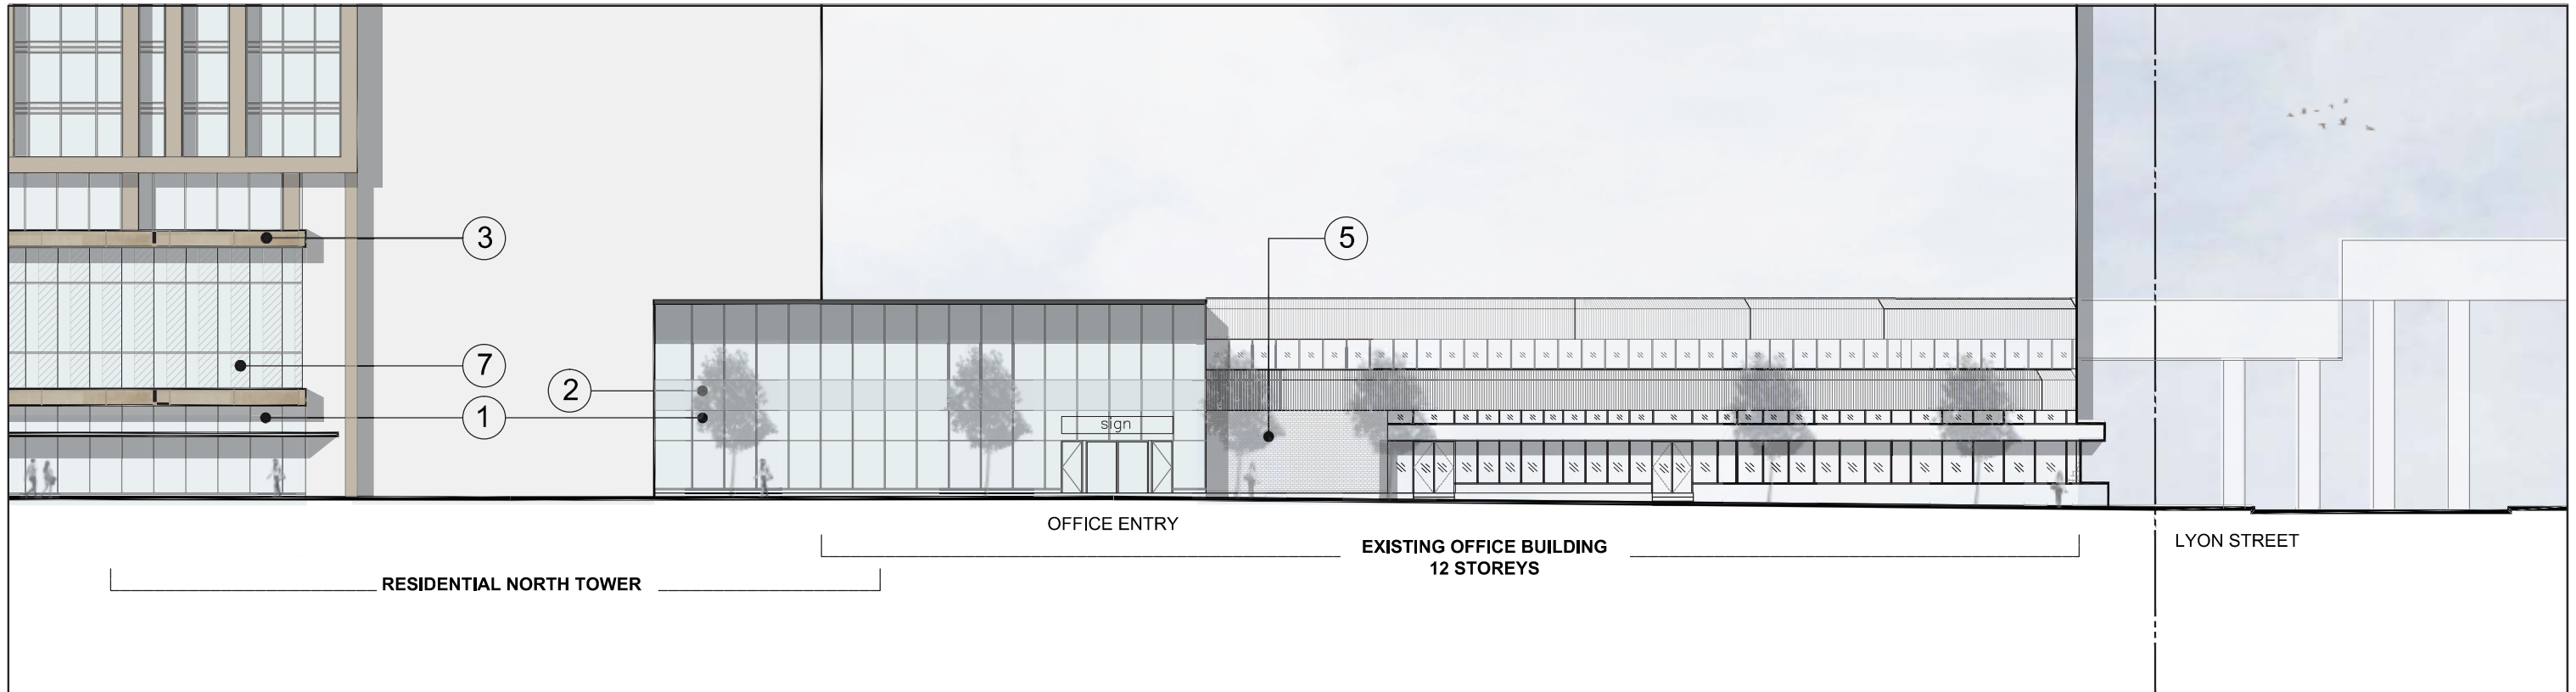 3
5
7
2
1
sign
OFFICE ENTRY
LYON STREET
EXISTING OFFICE BUILDING
12 STOREYS
RESIDENTIAL NORTH TOWER